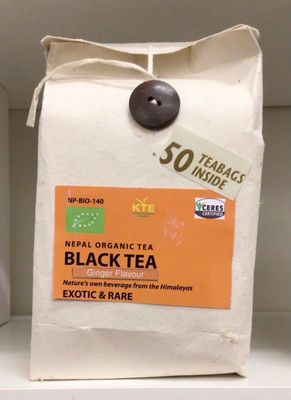 50 TEABAGS
INSIDE
NP-BIO-140
KTE
CERES
CERTIFIED
NEPAL ORGANIC TEA
BLACK TEA
Ginger Flavour
Nature's own beverage from the Himalayas
EXOTIC & RARE